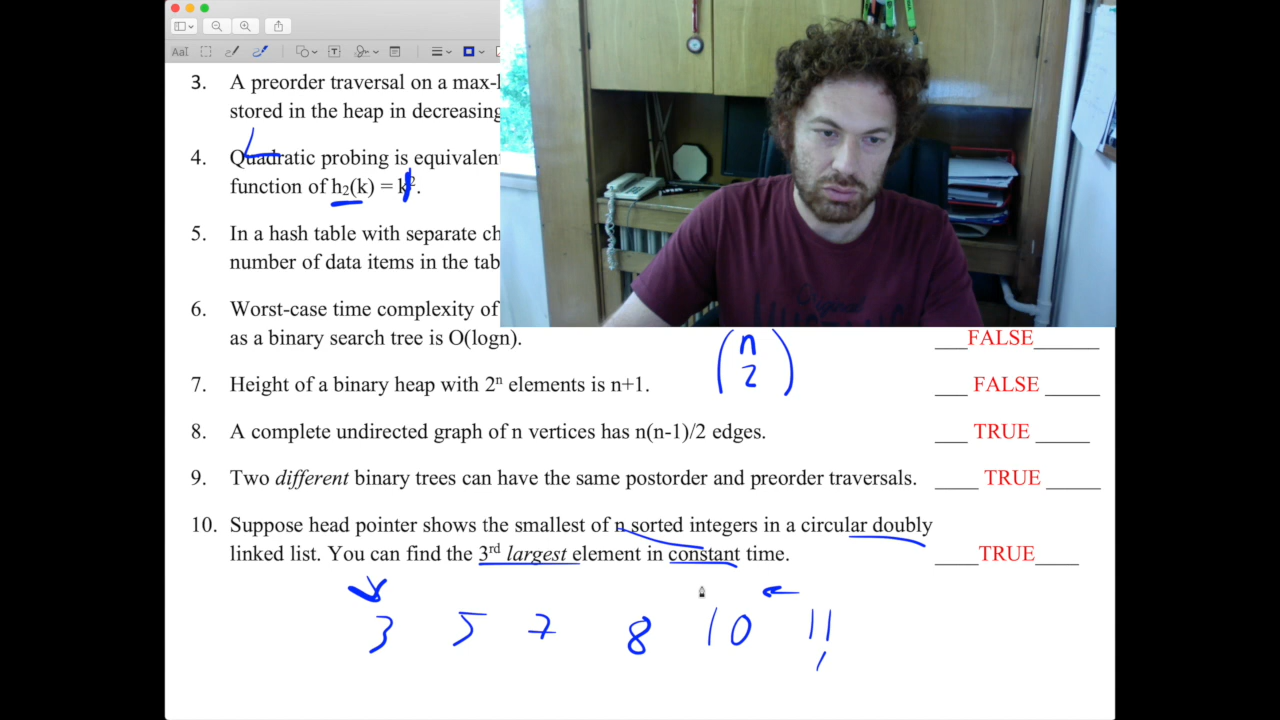 3. A preorder traversal on a max-
stored in the heap in decreasing
4. Quadratic probing is equivalen
function of h₂(k) = k².
5. In a hash table with separate ch
number of data items in the tab
6. Worst-case time complexity of
as a binary search tree is O(logn). ___FALSE______
(n 2)
7. Height of a binary heap with 2ⁿ elements is n+1. ___ FALSE _____
8. A complete undirected graph of n vertices has n(n-1)/2 edges. ___ TRUE _____
9. Two different binary trees can have the same postorder and preorder traversals. ____ TRUE _____
10. Suppose head pointer shows the smallest of n sorted integers in a circular doubly
linked list. You can find the 3rd largest element in constant time. ____TRUE____
3 5 7 8 10 11